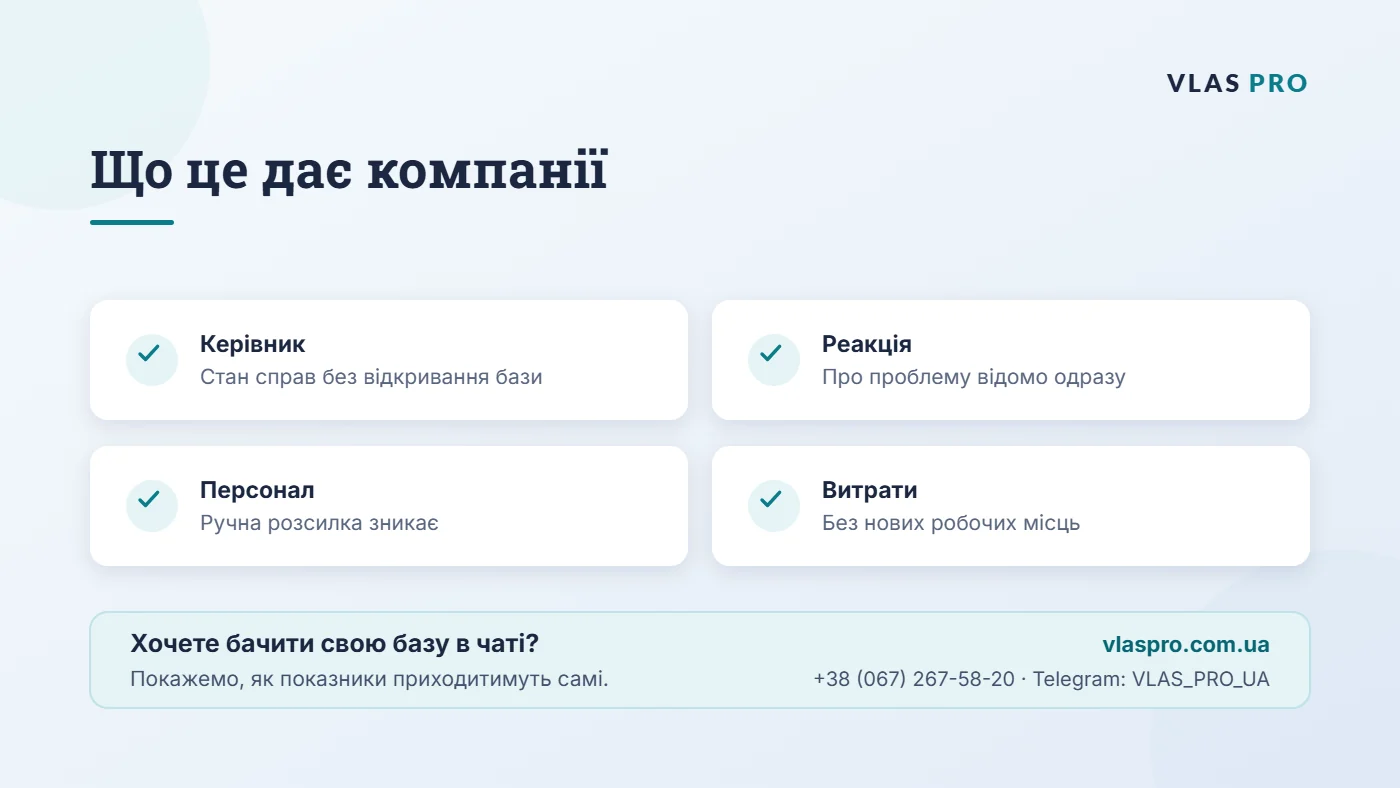 VLAS PRO
Що це дає компанії
Керівник
Стан справ без відкривання бази
Реакція
Про проблему відомо одразу
Персонал
Ручна розсилка зникає
Витрати
Без нових робочих місць
Хочете бачити свою базу в чаті?
Покажемо, як показники приходитимуть самі.
vlaspro.com.ua
+38 (067) 267-58-20 · Telegram: VLAS_PRO_UA